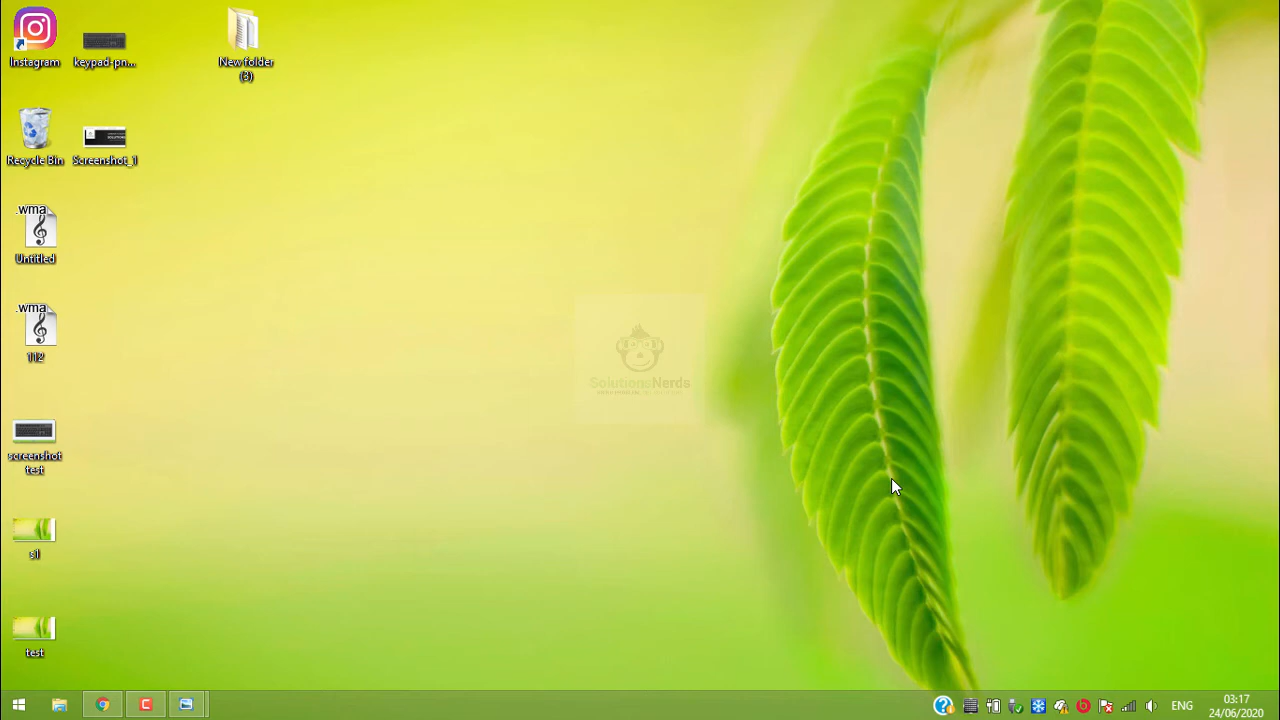 Instagram
keypad-pn...
New folder
(3)
Recycle Bin
Screenshot_1
.wma
Untitled
.wma
112
SolutionsNerds
screenshot
test
sil
test
ENG
03:17
24/06/2020